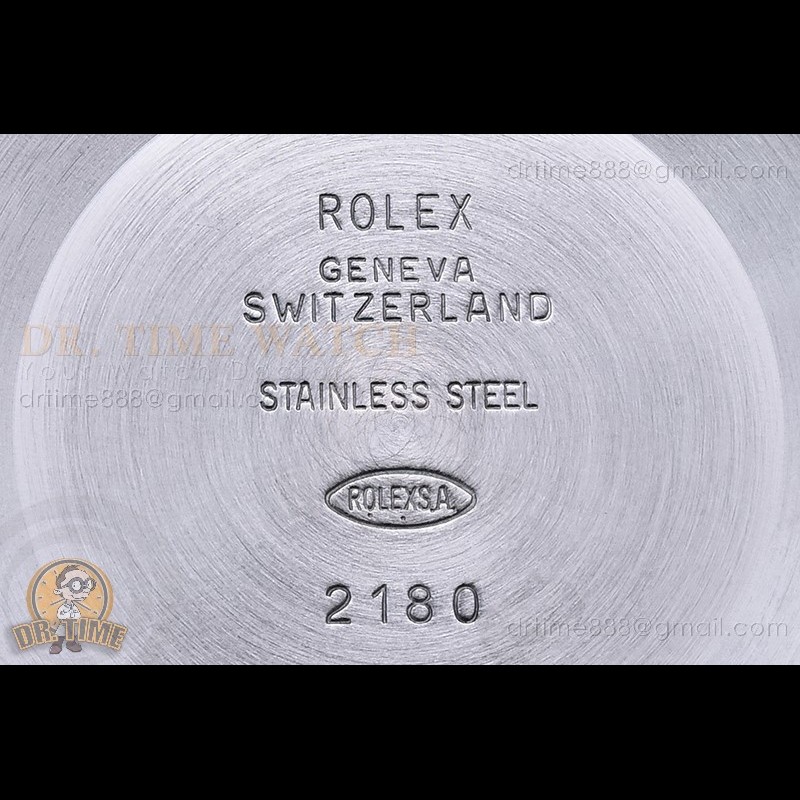 drtime888@gmail.com
ROLEX
GENEVA
SWITZERLAND
DR. TIME WATCH
drtime888@gmail.com
STAINLESS STEEL
ROLEX S.A.
2180
DR. TIME
drtime888@gmail.com